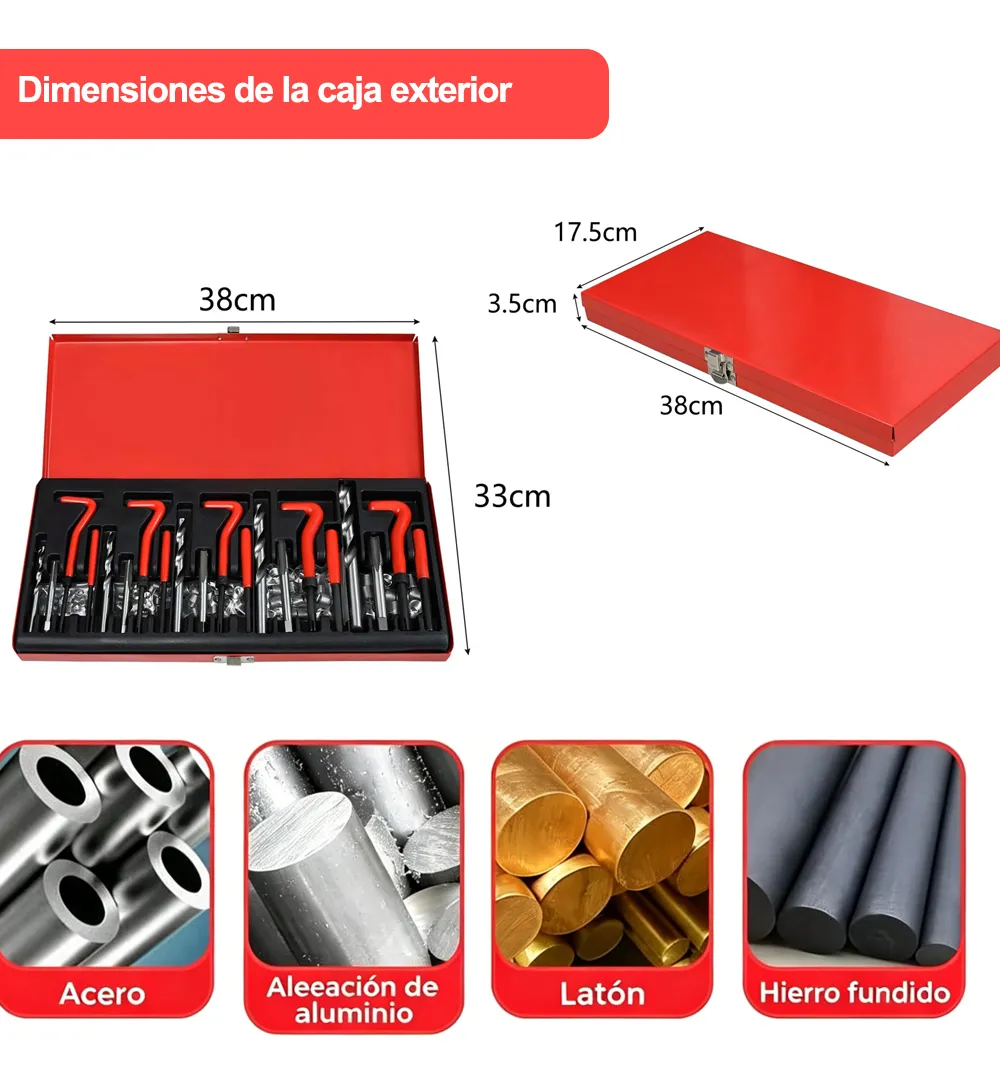 Dimensiones de la caja exterior
17.5cm
38cm
3.5cm
38cm
33cm
Acero
Aleeación de
aluminio
Latón
Hierro fundido